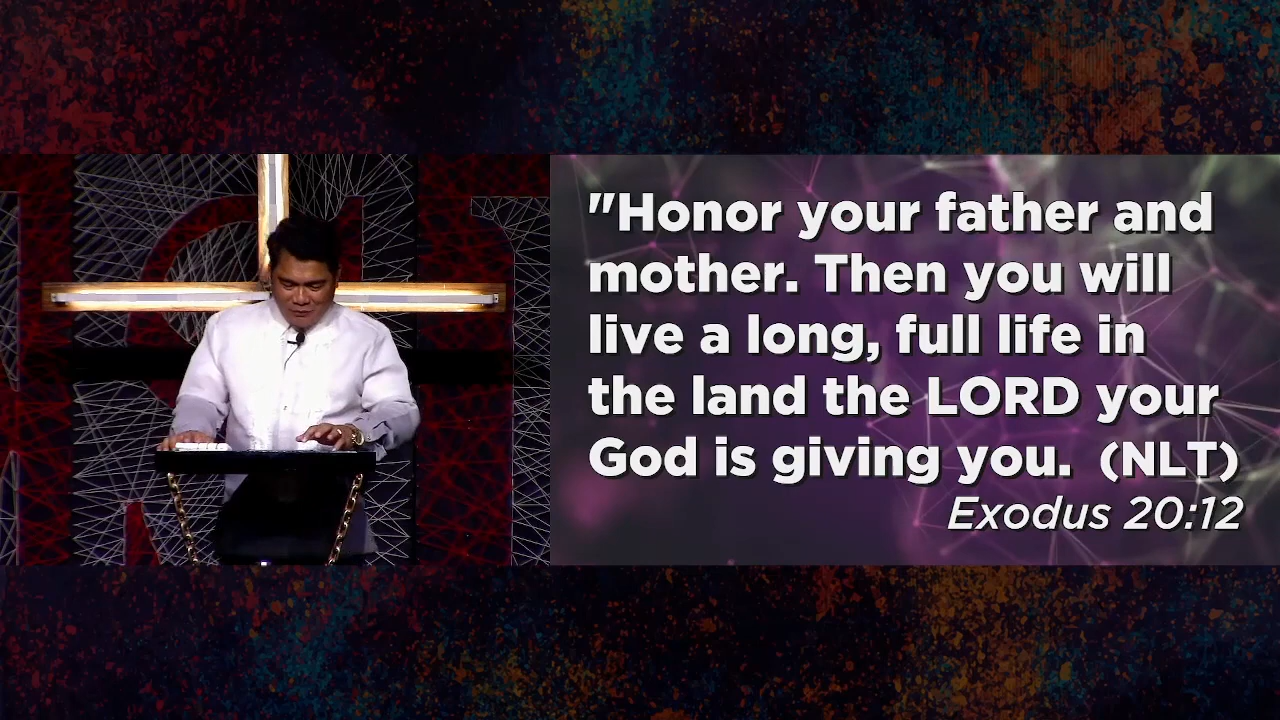 "Honor your father and
mother. Then you will
live a long, full life in
the land the LORD your
God is giving you. (NLT)
Exodus 20:12